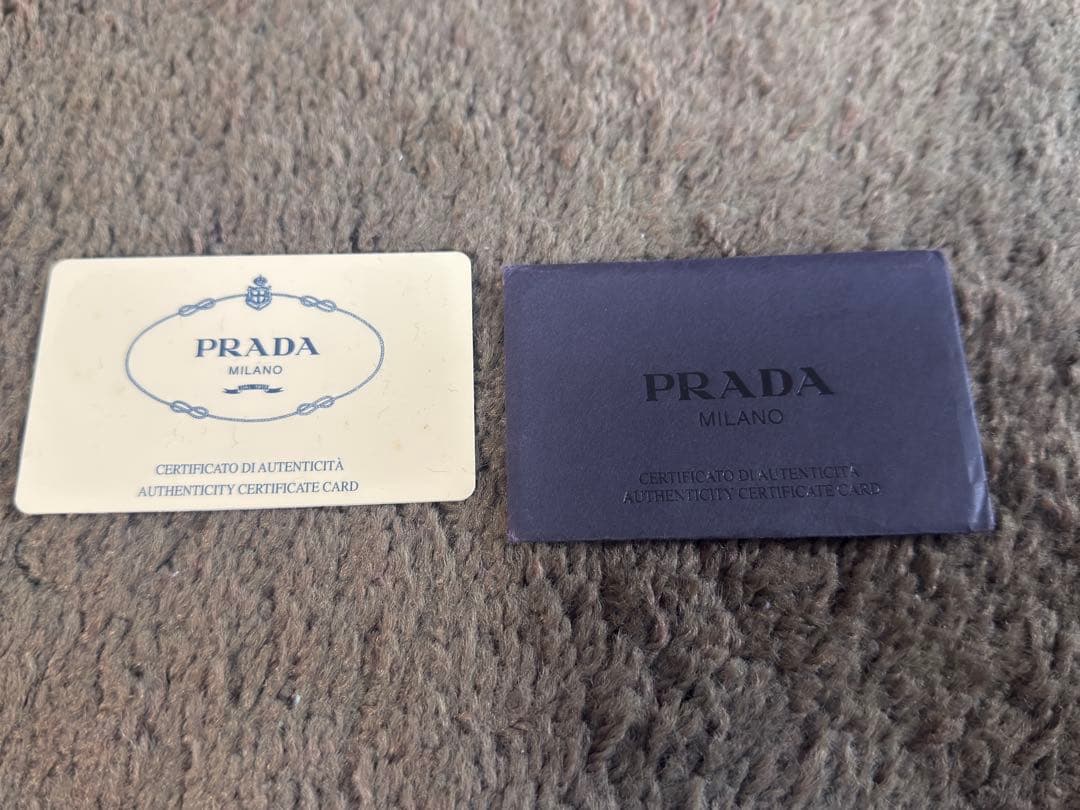 PRADA
MILANO
CERTIFICATO DI AUTENTICITÀ
AUTHENTICITY CERTIFICATE CARD
PRADA
MILANO
CERTIFICATO DI AUTENTICITÀ
AUTHENTICITY CERTIFICATE CARD